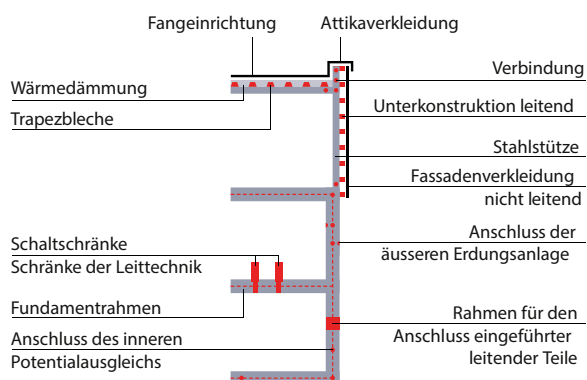 Fangeinrichtung
Attikaverkleidung
Wärmedämmung
Trapezbleche
Schaltschränke
Schränke der Leittechnik
Fundamentrahmen
Anschluss des inneren
Potentialausgleichs
Verbindung
Unterkonstruktion leitend
Stahlstütze
Fassadenverkleidung
nicht leitend
Anschluss der
äusseren Erdungsanlage
Rahmen für den
Anschluss eingeführter
leitender Teile